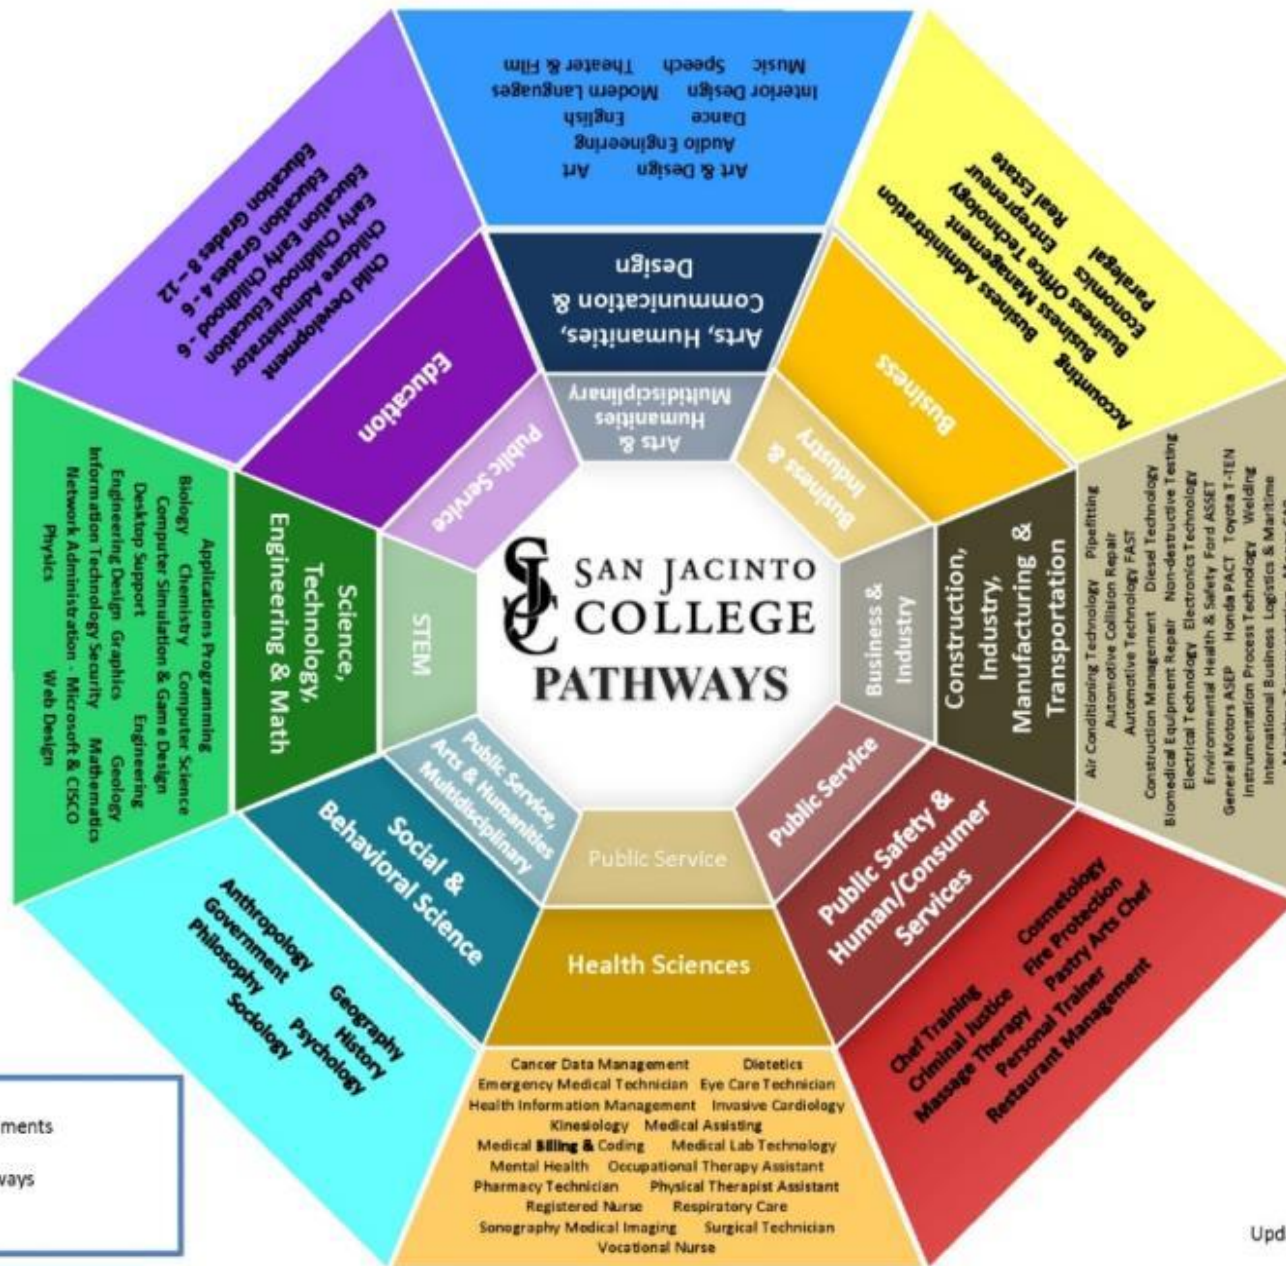 SAN JACINTO
COLLEGE
PATHWAYS
Arts & Humanities
Multidisciplinary
Arts, Humanities,
Communication &
Design
Art & Design Art
Audio Engineering
Dance English
Interior Design Modern Languages
Music Speech Theater & Film
Business &
Industry
Business
Accounting
Business Administration
Business Management
Business Office Technology
Economics Entrepreneur
Paralegal Real Estate
Business &
Industry
Construction,
Industry,
Manufacturing &
Transportation
Air Conditioning Technology Pipefitting
Automotive Collision Repair
Automotive Technology FAST
Construction Management Diesel Technology
Biomedical Equipment Repair Non-destructive Testing
Electrical Technology Electronics Technology
Environmental Health & Safety Ford ASSET
General Motors ASEP Honda PACT Toyota T-TEN
Instrumentation Process Technology Welding
International Business Logistics & Maritime
Public Service
Public Safety &
Human/Consumer
Services
Chef Training Cosmetology
Criminal Justice Fire Protection
Massage Therapy Pastry Arts Chef
Personal Trainer
Restaurant Management
Public Service
Health Sciences
Cancer Data Management Dietetics
Emergency Medical Technician Eye Care Technician
Health Information Management Invasive Cardiology
Kinesiology Medical Assisting
Medical Billing & Coding Medical Lab Technology
Mental Health Occupational Therapy Assistant
Pharmacy Technician Physical Therapist Assistant
Registered Nurse Respiratory Care
Sonography Medical Imaging Surgical Technician
Vocational Nurse
Public Service,
Arts & Humanities
Multidisciplinary
Social &
Behavioral Science
Anthropology Geography
Government History
Philosophy Psychology
Sociology
STEM
Science,
Technology,
Engineering & Math
Applications Programming
Biology Chemistry Computer Science
Computer Simulation & Game Design
Desktop Support Engineering
Engineering Design Graphics Geology
Information Technology Security Mathematics
Network Administration - Microsoft & CISCO
Physics Web Design
Public Service
Education
Child Development
Childcare Administrator
Early Childhood Education
Education Early Childhood - 6
Education Grades 4 - 6
Education Grades 8 - 12
ments
ways
Upd